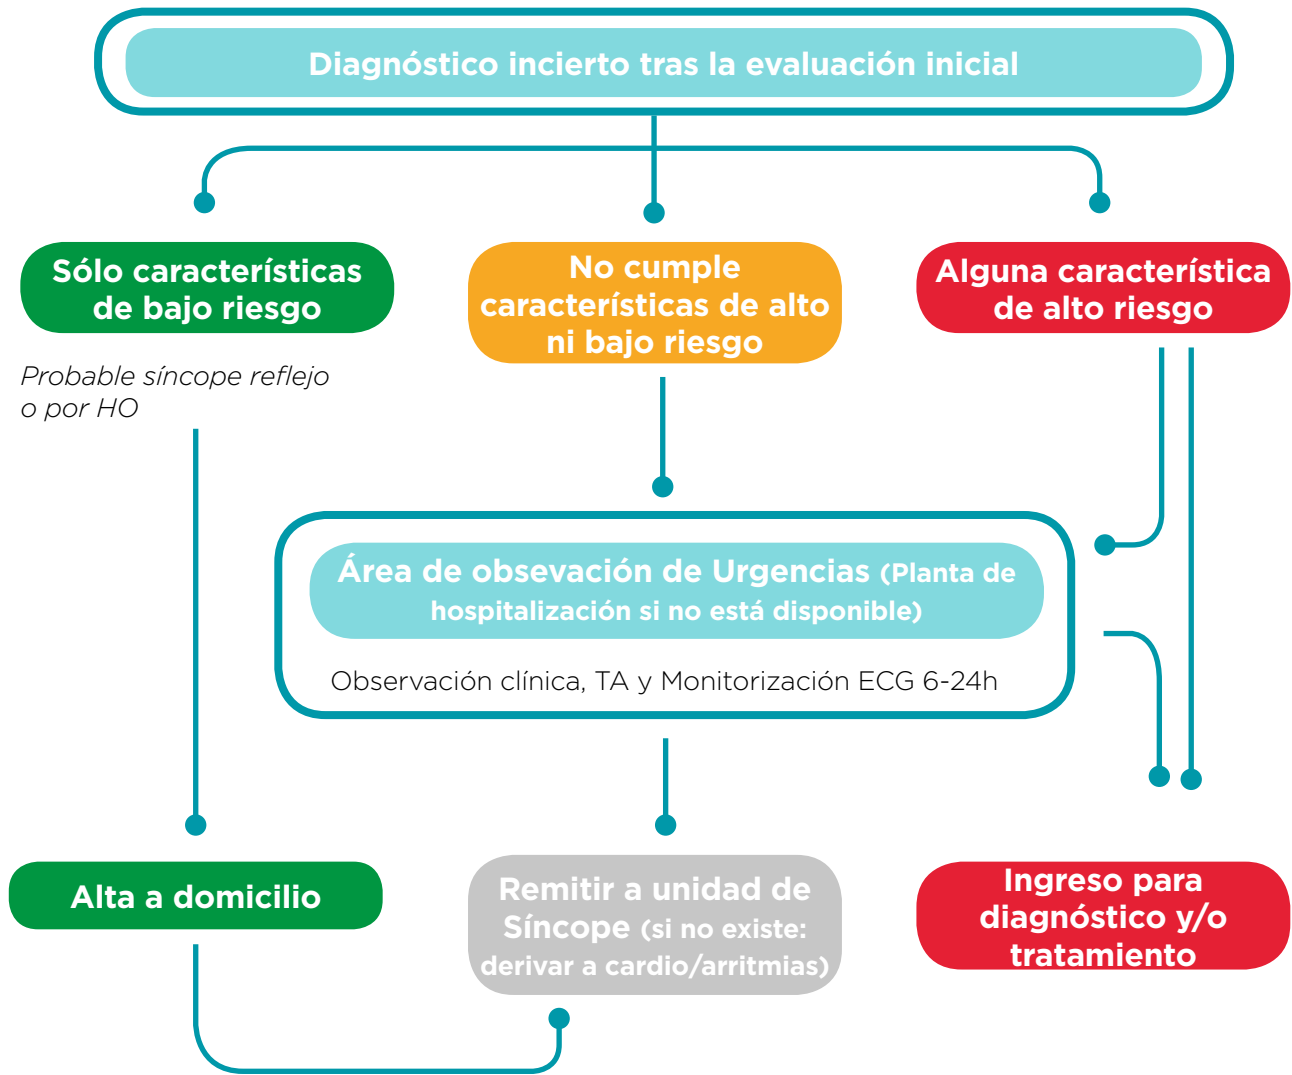 Diagnóstico incierto tras la evaluación inicial
Sólo características
de bajo riesgo
No cumple
características de alto
ni bajo riesgo
Alguna característica
de alto riesgo
Probable síncope reflejo
o por HO
Área de obsevación de Urgencias (Planta de
hospitalización si no está disponible)
Observación clínica, TA y Monitorización ECG 6-24h
Alta a domicilio
Remitir a unidad de
Síncope (si no existe:
derivar a cardio/arritmias)
Ingreso para
diagnóstico y/o
tratamiento